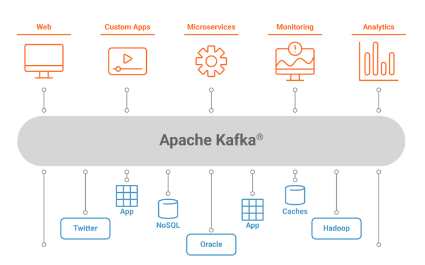 Web
Custom Apps
Microservices
Monitoring
Analytics
Apache Kafka®
App
NoSQL
App
Caches
Twitter
Oracle
Hadoop